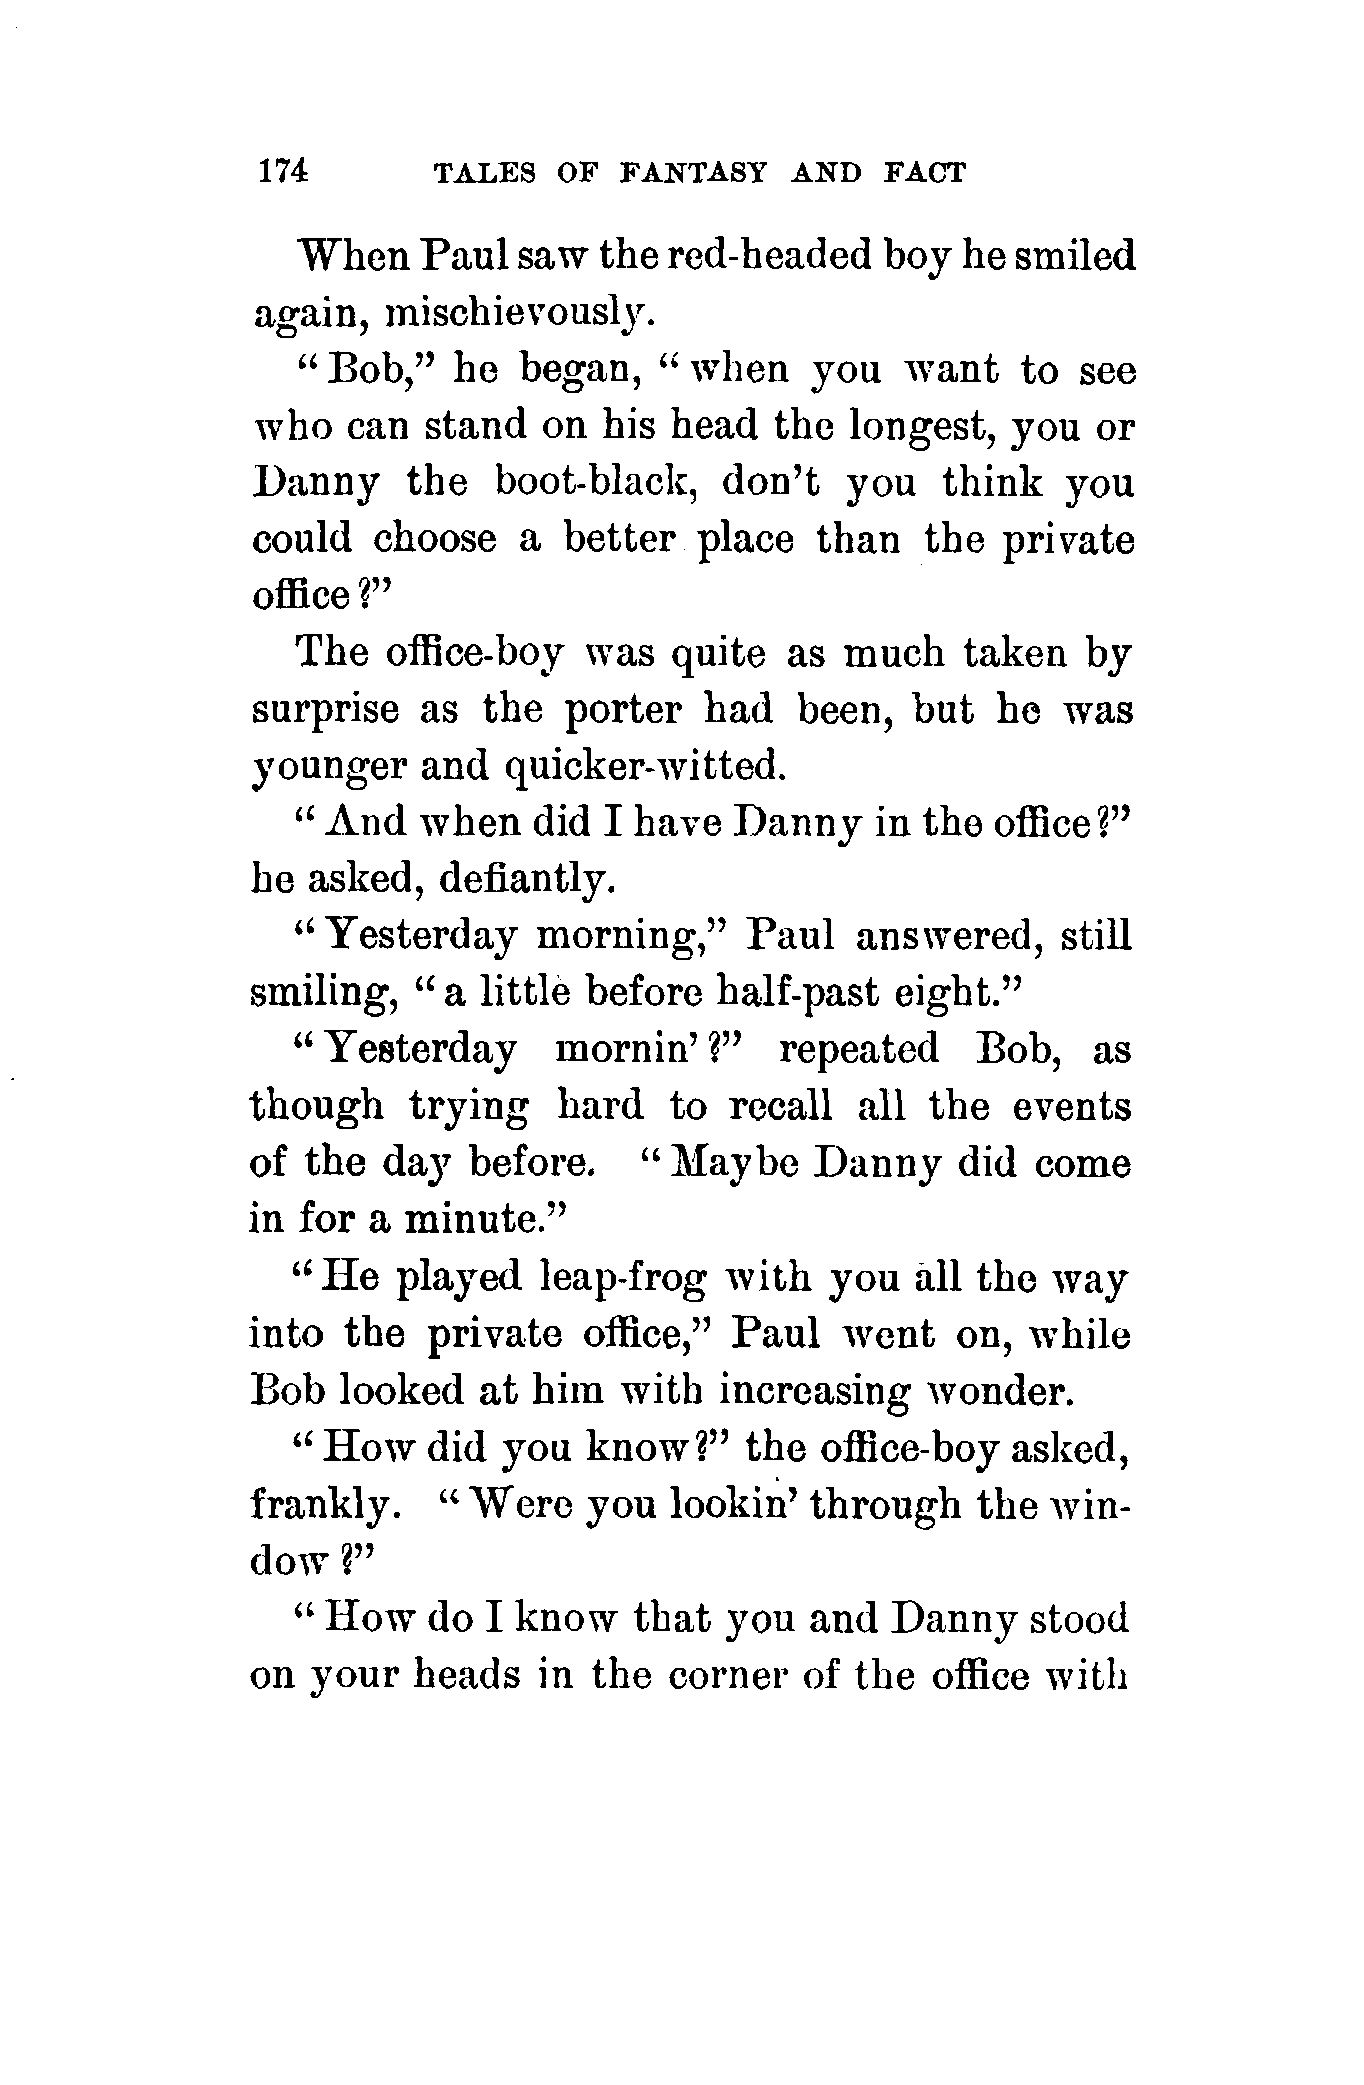 174 TALES OF FANTASY AND FACT
When Paul saw the red-headed boy he smiled
again, mischievously.
“Bob,” he began, “when you want to see
who can stand on his head the longest, you or
Danny the boot-black, don’t you think you
could choose a better place than the private
office?”
The office-boy was quite as much taken by
surprise as the porter had been, but he was
younger and quicker-witted.
“And when did I have Danny in the office?”
he asked, defiantly.
“Yesterday morning,” Paul answered, still
smiling, “a little before half-past eight.”
“Yesterday mornin’?” repeated Bob, as
though trying hard to recall all the events
of the day before. “Maybe Danny did come
in for a minute.”
“He played leap-frog with you all the way
into the private office,” Paul went on, while
Bob looked at him with increasing wonder.
“How did you know?” the office-boy asked,
frankly. “Were you lookin’ through the win-
dow?”
“How do I know that you and Danny stood
on your heads in the corner of the office with